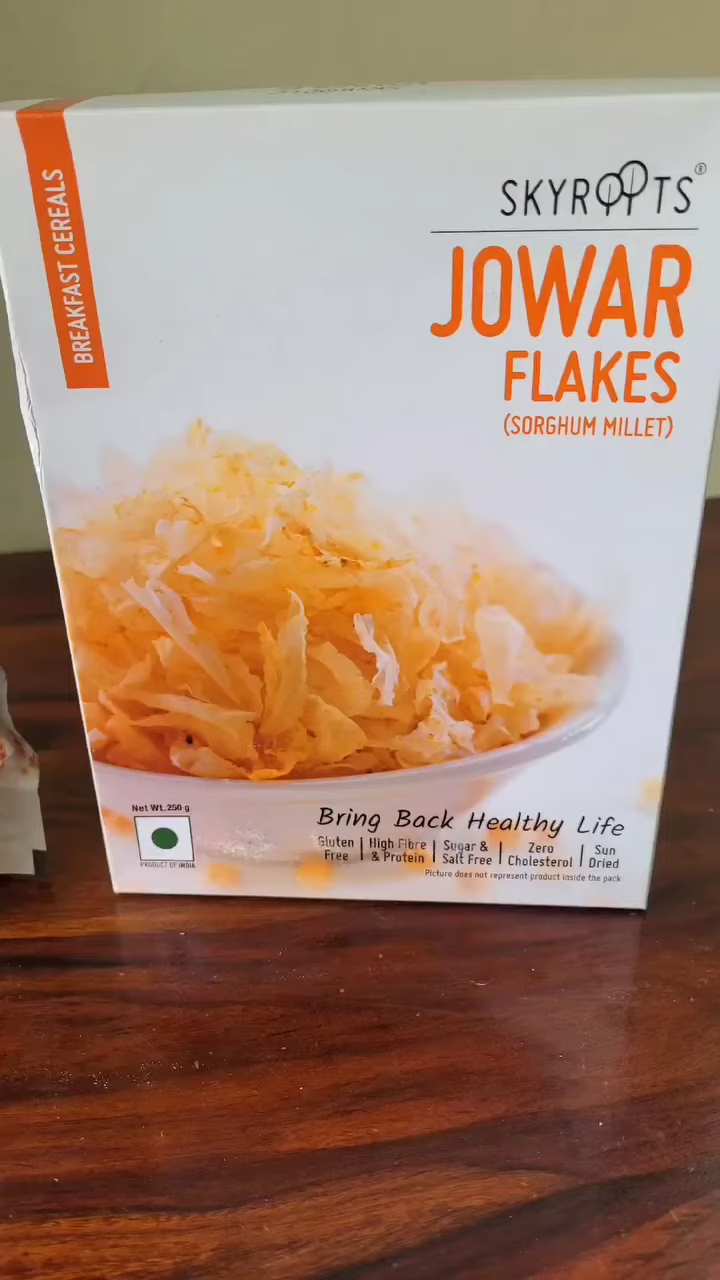 BREAKFAST CEREALS
SKYROOTS®
JOWAR
FLAKES
(SORGHUM MILLET)
Net Wt.250 g
PRODUCT OF INDIA
Bring Back Healthy Life
Gluten Free | High Fibre & Protein | Sugar & Salt Free | Zero Cholesterol | Sun Dried
Picture does not represent product inside the pack